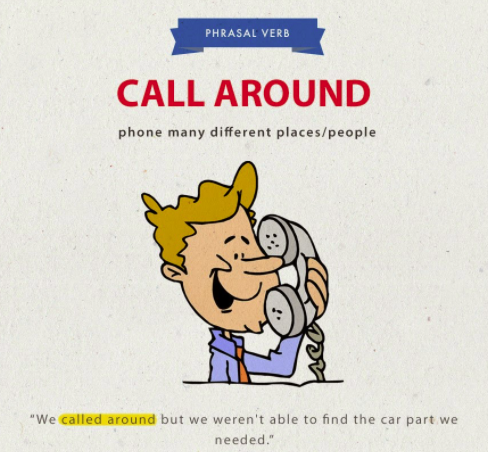 PHRASAL VERB
CALL AROUND
phone many different places/people
"We called around but we weren't able to find the car part we
needed."